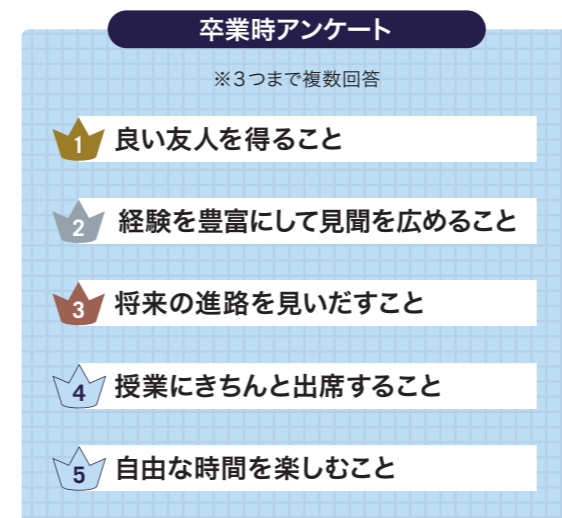 卒業時アンケート
※3つまで複数回答
1 良い友人を得ること
2 経験を豊富にして見聞を広めること
3 将来の進路を見いだすこと
4 授業にきちんと出席すること
5 自由な時間を楽しむこと